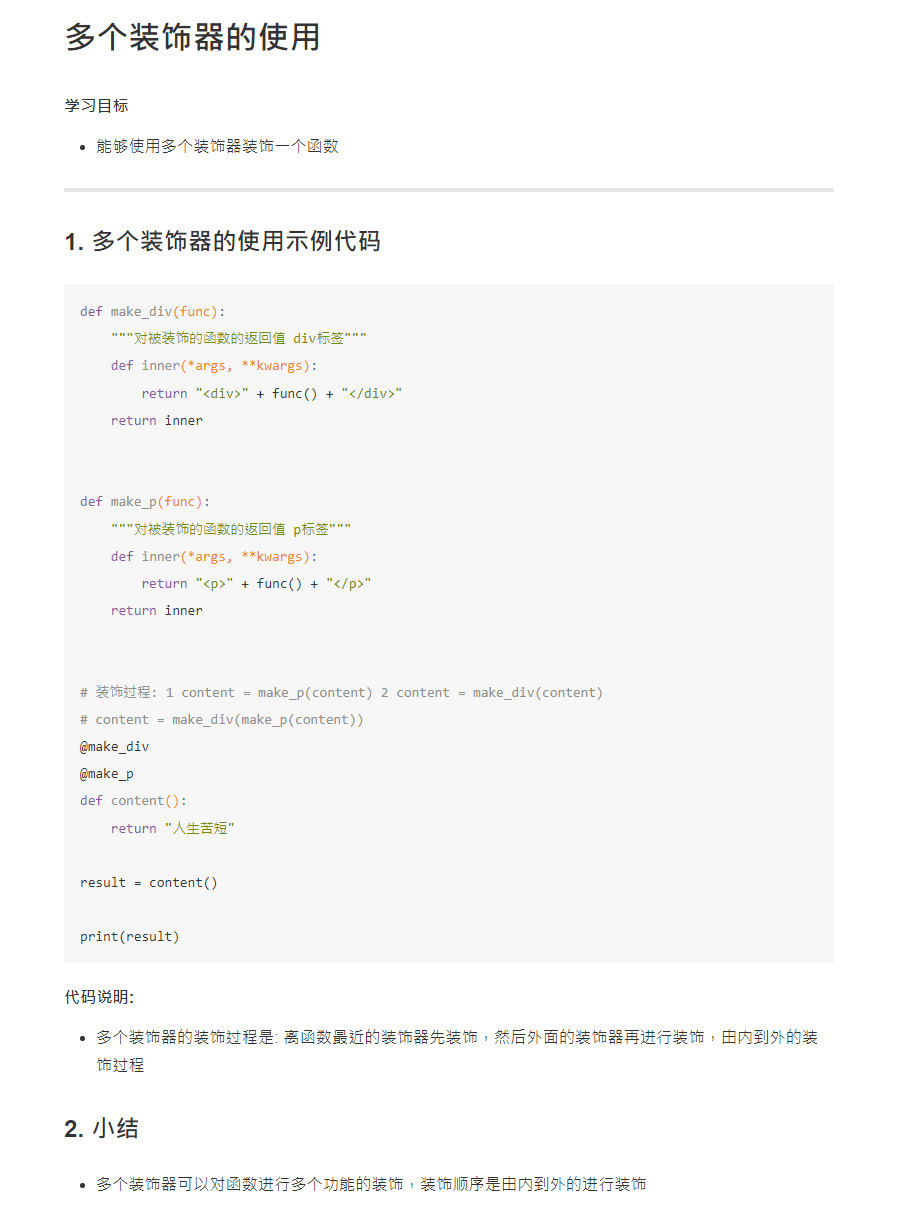 多个装饰器的使用
学习目标
• 能够使用多个装饰器装饰一个函数
1. 多个装饰器的使用示例代码
def make_div(func):
    """对被装饰的函数的返回值 div标签"""
    def inner(*args, **kwargs):
        return "<div>" + func() + "</div>"
    return inner
def make_p(func):
    """对被装饰的函数的返回值 p标签"""
    def inner(*args, **kwargs):
        return "<p>" + func() + "</p>"
    return inner
# 装饰过程: 1 content = make_p(content) 2 content = make_div(content)
# content = make_div(make_p(content))
@make_div
@make_p
def content():
    return "人生苦短"
result = content()
print(result)
代码说明:
• 多个装饰器的装饰过程是: 离函数最近的装饰器先装饰，然后外面的装饰器再进行装饰，由内到外的装
饰过程
2. 小结
• 多个装饰器可以对函数进行多个功能的装饰，装饰顺序是由内到外的进行装饰